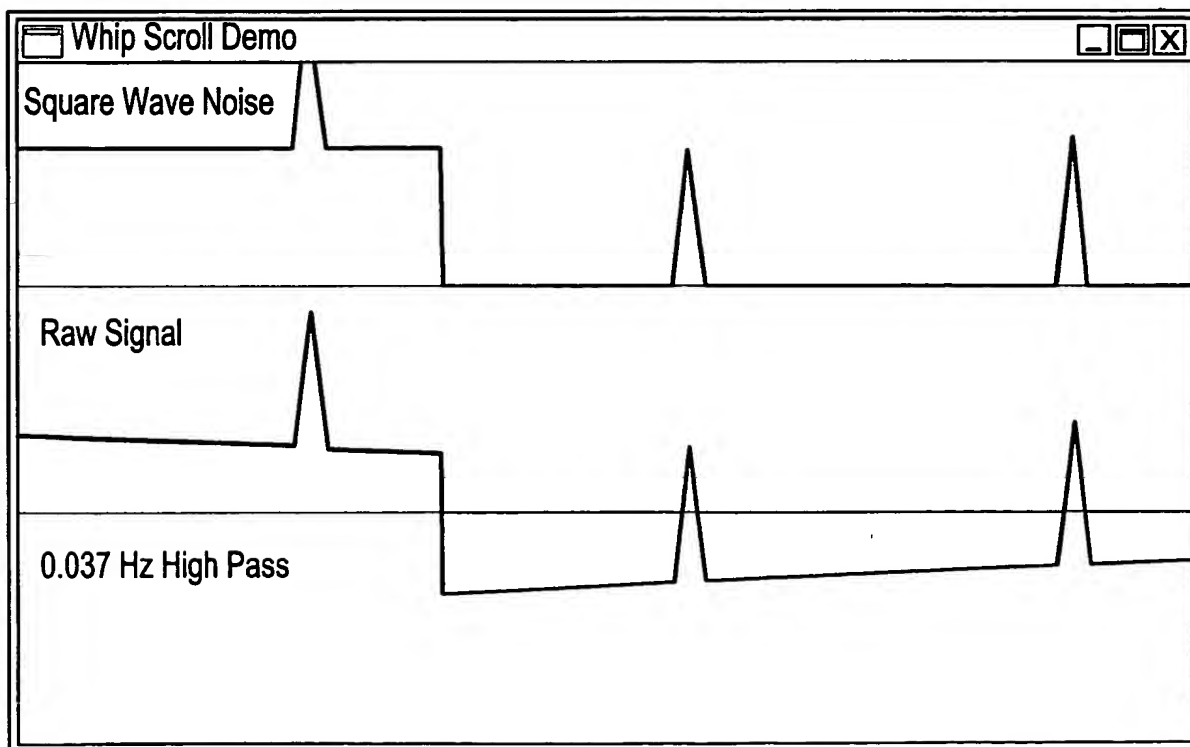 Whip Scroll Demo
Square Wave Noise
Raw Signal
0.037 Hz High Pass